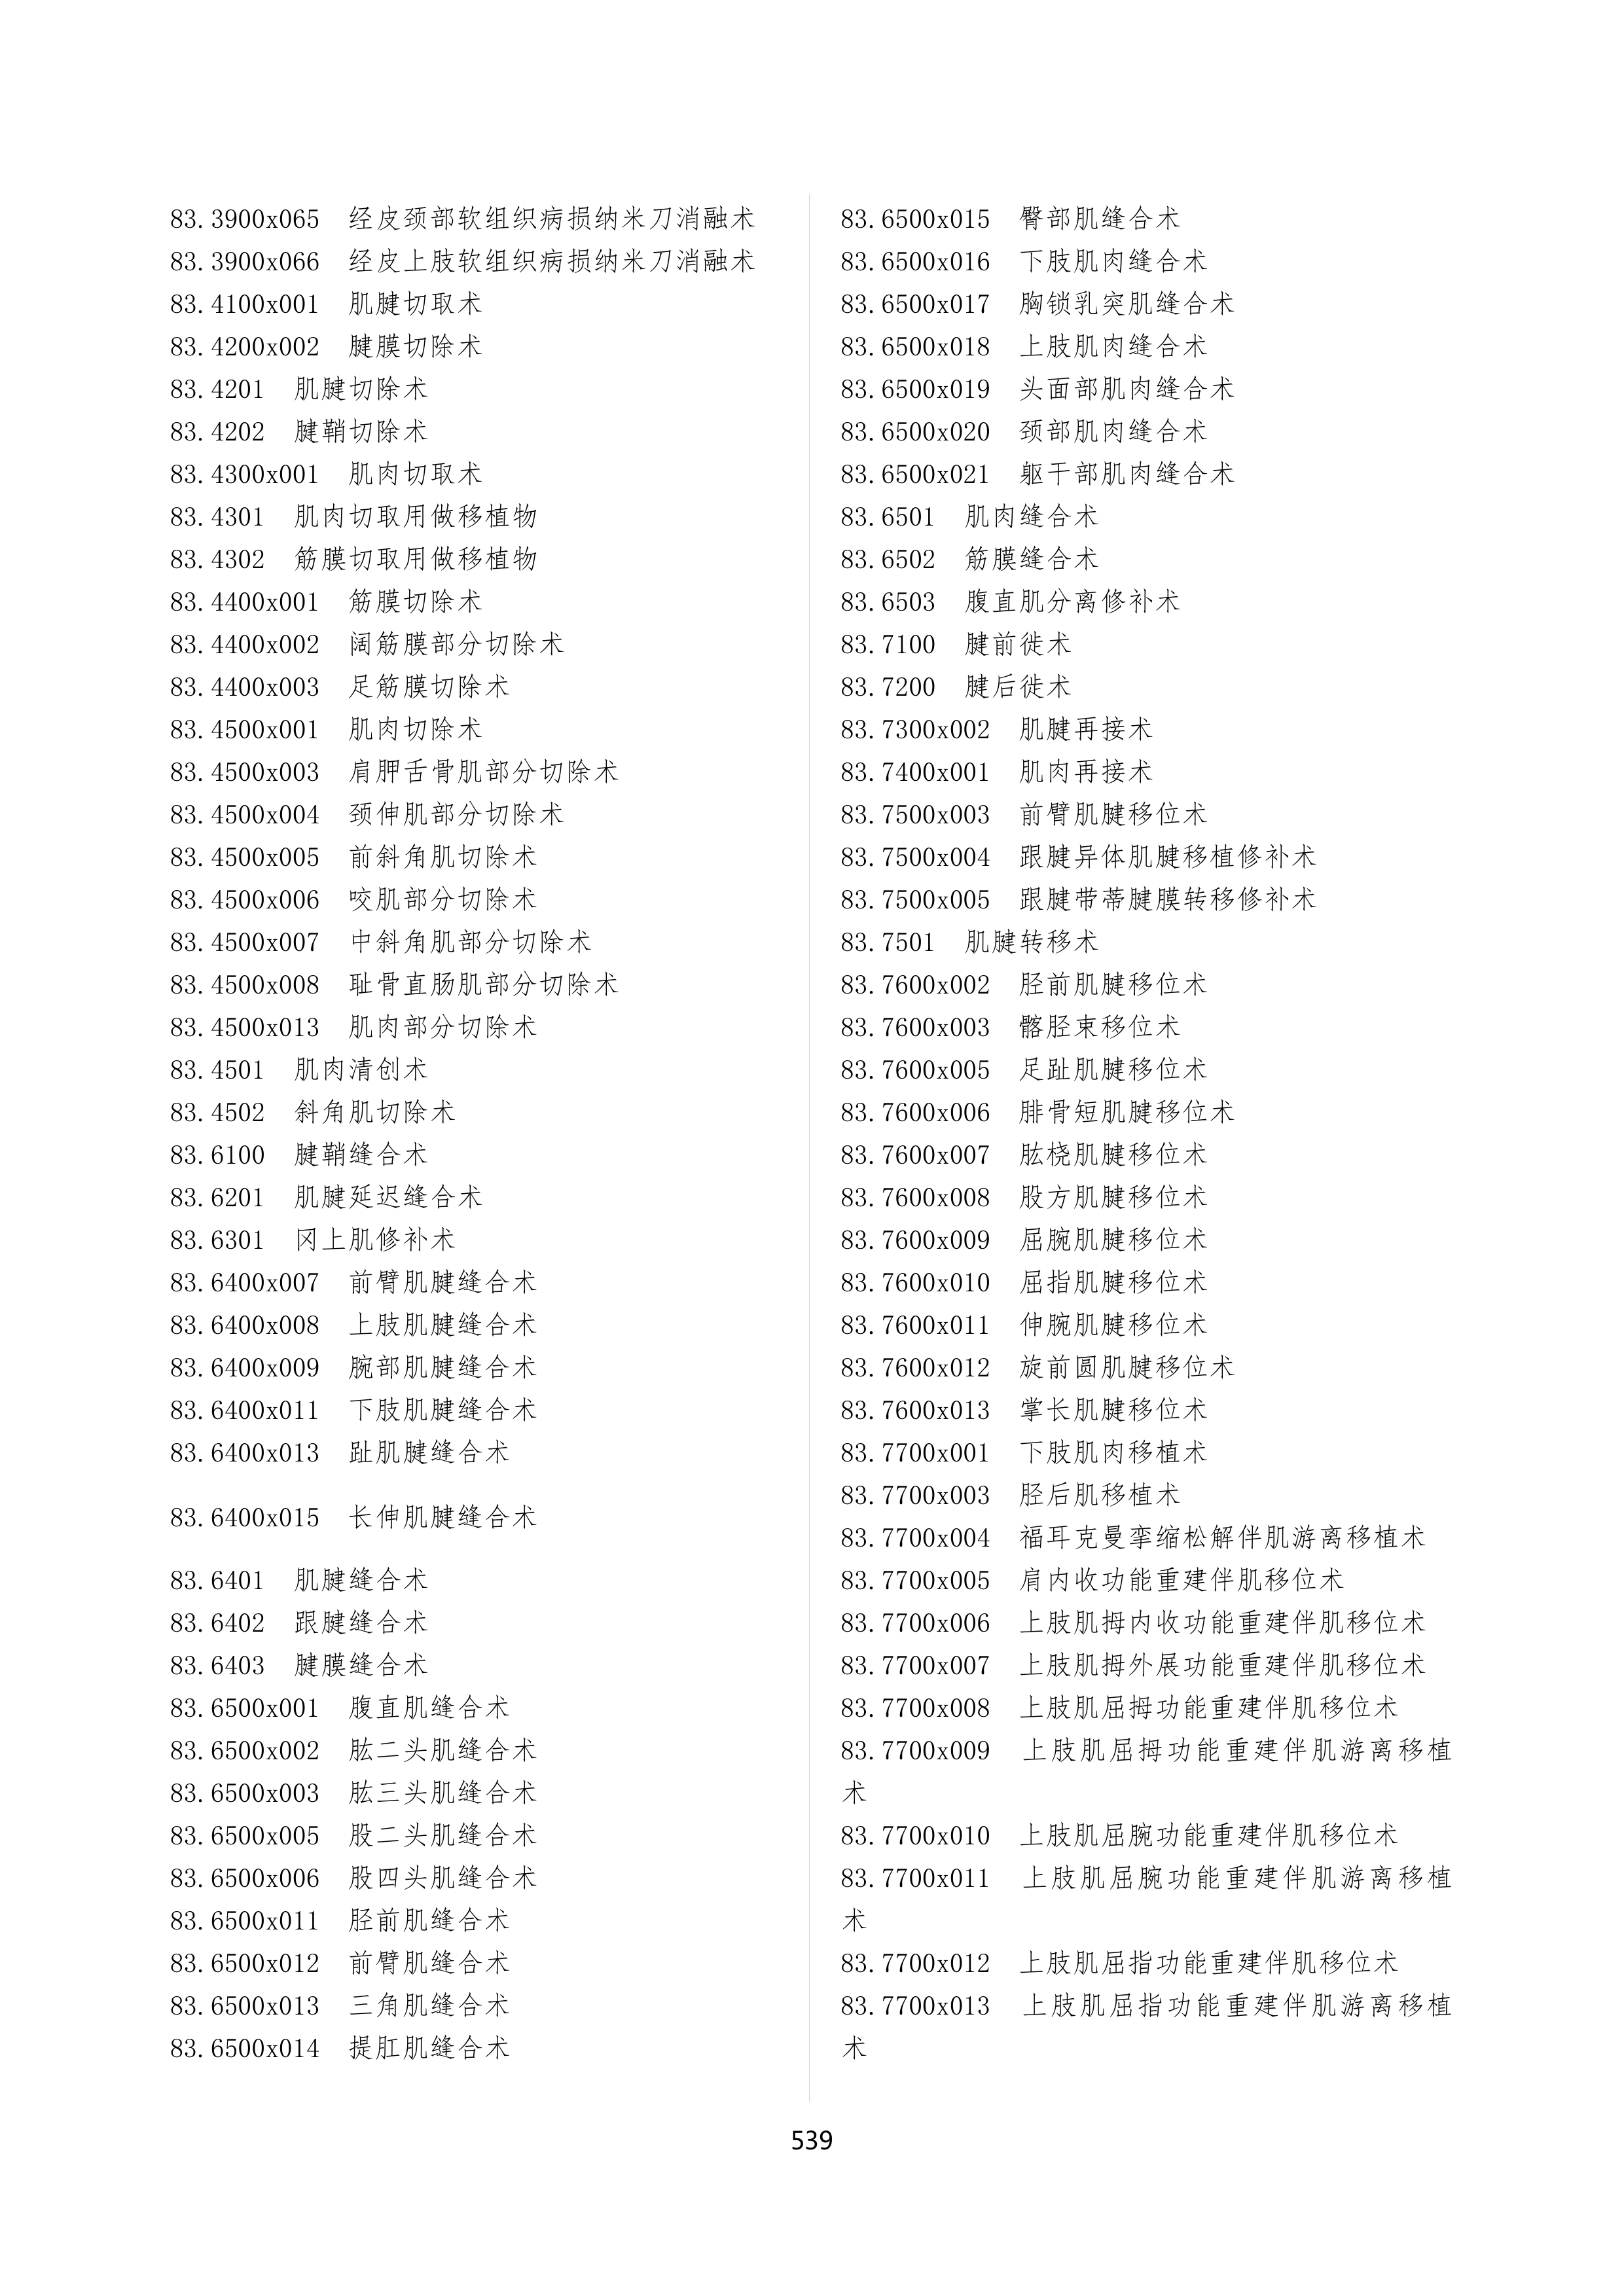 83.3900x065 经皮颈部软组织病损纳米刀消融术
83.3900x066 经皮上肢软组织病损纳米刀消融术
83.4100x001 肌腱切取术
83.4200x002 腱膜切除术
83.4201 肌腱切除术
83.4202 腱鞘切除术
83.4300x001 肌肉切取术
83.4301 肌肉切取用做移植物
83.4302 筋膜切取用做移植物
83.4400x001 筋膜切除术
83.4400x002 阔筋膜部分切除术
83.4400x003 足筋膜切除术
83.4500x001 肌肉切除术
83.4500x003 肩胛舌骨肌部分切除术
83.4500x004 颈伸肌部分切除术
83.4500x005 前斜角肌切除术
83.4500x006 咬肌部分切除术
83.4500x007 中斜角肌部分切除术
83.4500x008 耻骨直肠肌部分切除术
83.4500x013 肌肉部分切除术
83.4501 肌肉清创术
83.4502 斜角肌切除术
83.6100 腱鞘缝合术
83.6201 肌腱延迟缝合术
83.6301 冈上肌修补术
83.6400x007 前臂肌腱缝合术
83.6400x008 上肢肌腱缝合术
83.6400x009 腕部肌腱缝合术
83.6400x011 下肢肌腱缝合术
83.6400x013 趾肌腱缝合术
83.6400x015 长伸肌腱缝合术
83.6401 肌腱缝合术
83.6402 跟腱缝合术
83.6403 腱膜缝合术
83.6500x001 腹直肌缝合术
83.6500x002 肱二头肌缝合术
83.6500x003 肱三头肌缝合术
83.6500x005 股二头肌缝合术
83.6500x006 股四头肌缝合术
83.6500x011 胫前肌缝合术
83.6500x012 前臂肌缝合术
83.6500x013 三角肌缝合术
83.6500x014 提肛肌缝合术
83.6500x015 臀部肌缝合术
83.6500x016 下肢肌肉缝合术
83.6500x017 胸锁乳突肌缝合术
83.6500x018 上肢肌肉缝合术
83.6500x019 头面部肌肉缝合术
83.6500x020 颈部肌肉缝合术
83.6500x021 躯干部肌肉缝合术
83.6501 肌肉缝合术
83.6502 筋膜缝合术
83.6503 腹直肌分离修补术
83.7100 腱前徙术
83.7200 腱后徙术
83.7300x002 肌腱再接术
83.7400x001 肌肉再接术
83.7500x003 前臂肌腱移位术
83.7500x004 跟腱异体肌腱移植修补术
83.7500x005 跟腱带蒂腱膜转移修补术
83.7501 肌腱转移术
83.7600x002 胫前肌腱移位术
83.7600x003 髂胫束移位术
83.7600x005 足趾肌腱移位术
83.7600x006 腓骨短肌腱移位术
83.7600x007 肱桡肌腱移位术
83.7600x008 股方肌腱移位术
83.7600x009 屈腕肌腱移位术
83.7600x010 屈指肌腱移位术
83.7600x011 伸腕肌腱移位术
83.7600x012 旋前圆肌腱移位术
83.7600x013 掌长肌腱移位术
83.7700x001 下肢肌肉移植术
83.7700x003 胫后肌移植术
83.7700x004 福耳克曼挛缩松解伴肌游离移植术
83.7700x005 肩内收功能重建伴肌移位术
83.7700x006 上肢肌拇内收功能重建伴肌移位术
83.7700x007 上肢肌拇外展功能重建伴肌移位术
83.7700x008 上肢肌屈拇功能重建伴肌移位术
83.7700x009 上肢肌屈拇功能重建伴肌游离移植
术
83.7700x010 上肢肌屈腕功能重建伴肌移位术
83.7700x011 上肢肌屈腕功能重建伴肌游离移植
术
83.7700x012 上肢肌屈指功能重建伴肌移位术
83.7700x013 上肢肌屈指功能重建伴肌游离移植
术
539